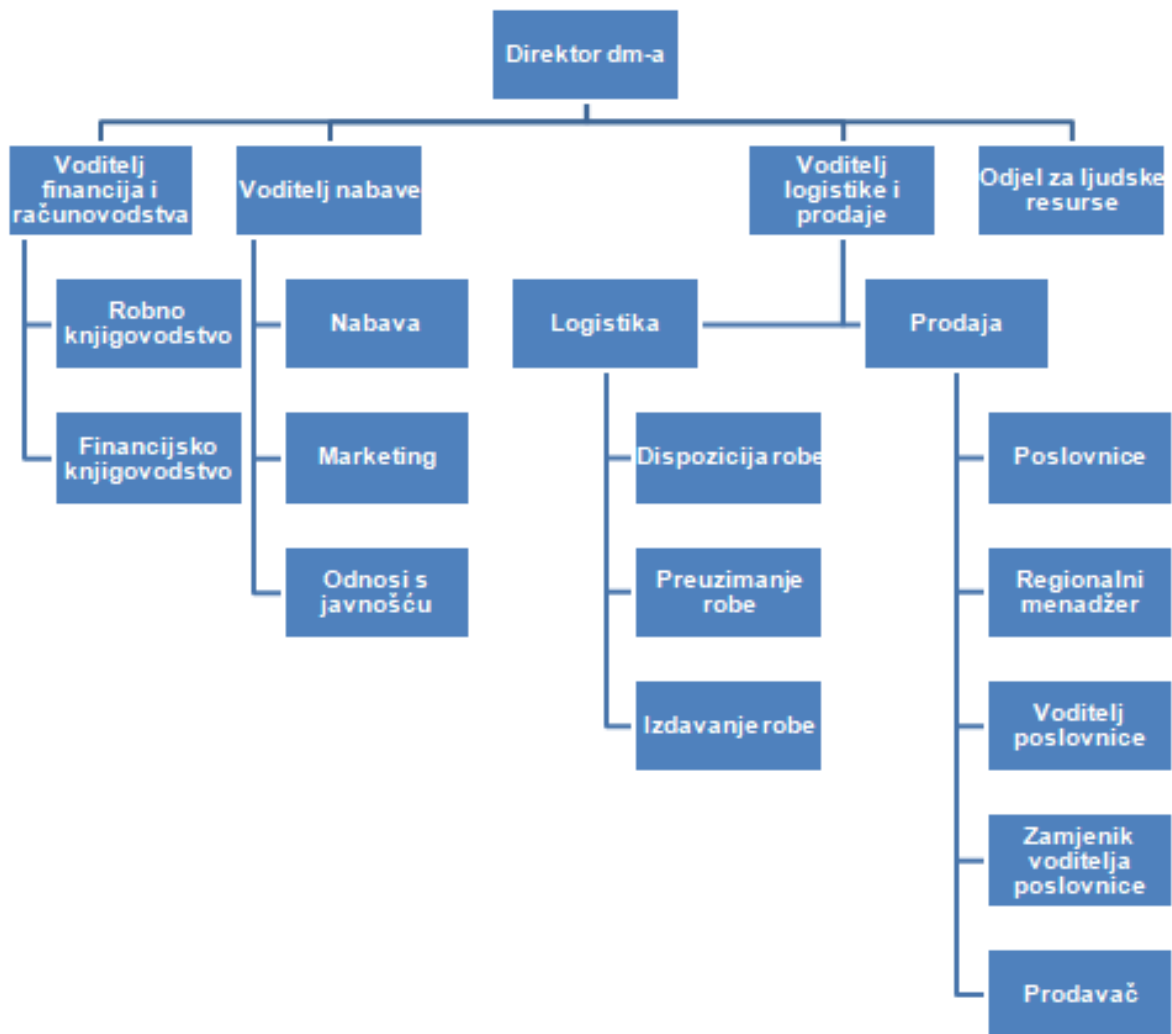 Direktor dm-a
Voditelj
financija i
računovodstva
Voditelj nabave
Voditelj
logistike i
prodaje
Odjel za ljudske
resurse
Robno
knjigovodstvo
Nabava
Logistika
Prodaja
Financijsko
knjigovodstvo
Marketing
Dispozicija robe
Poslovnice
Odnosi s
javnošću
Preuzimanje
robe
Regionalni
menadžer
Izdavanje robe
Voditelj
poslovnice
Zamjenik
voditelja
poslovnice
Prodavač